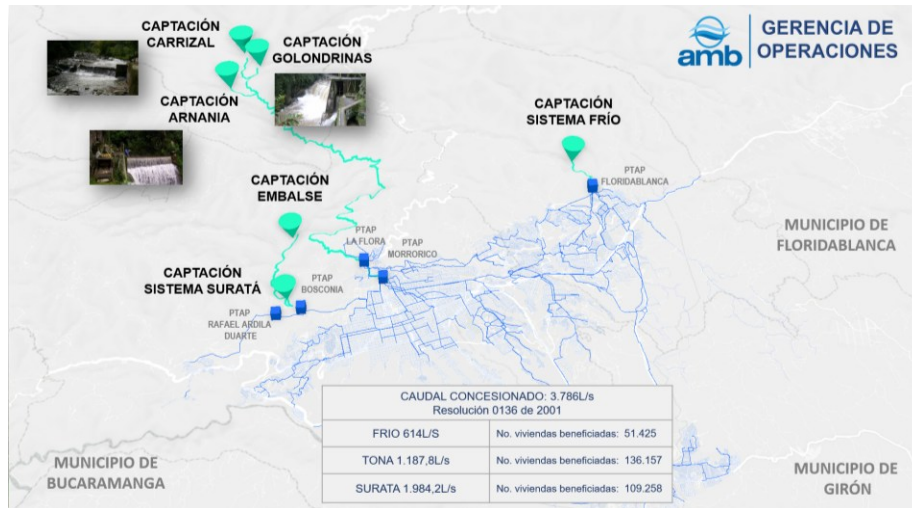 CAPTACIÓN
CARRIZAL
CAPTACIÓN
GOLONDRINAS
amb
GERENCIA DE
OPERACIONES
CAPTACIÓN
ARNANIA
CAPTACIÓN
SISTEMA FRÍO
PTAP
FLORIDABLANCA
CAPTACIÓN
EMBALSE
MUNICIPIO DE
FLORIDABLANCA
PTAP
LA FLORA
PTAP
MORRORICO
CAPTACIÓN
SISTEMA SURATÁ
PTAP
BOSCONIA
PTAP
RAFAEL ARDILA
DUARTE
CAUDAL CONCESIONADO: 3.786L/s
Resolución 0136 de 2001
FRIO 614L/S No. viviendas beneficiadas: 51.425
TONA 1.187,8L/s No. viviendas beneficiadas: 136.157
SURATA 1.984,2L/s No. viviendas beneficiadas: 109.258
MUNICIPIO DE
BUCARAMANGA
MUNICIPIO DE
GIRÓN